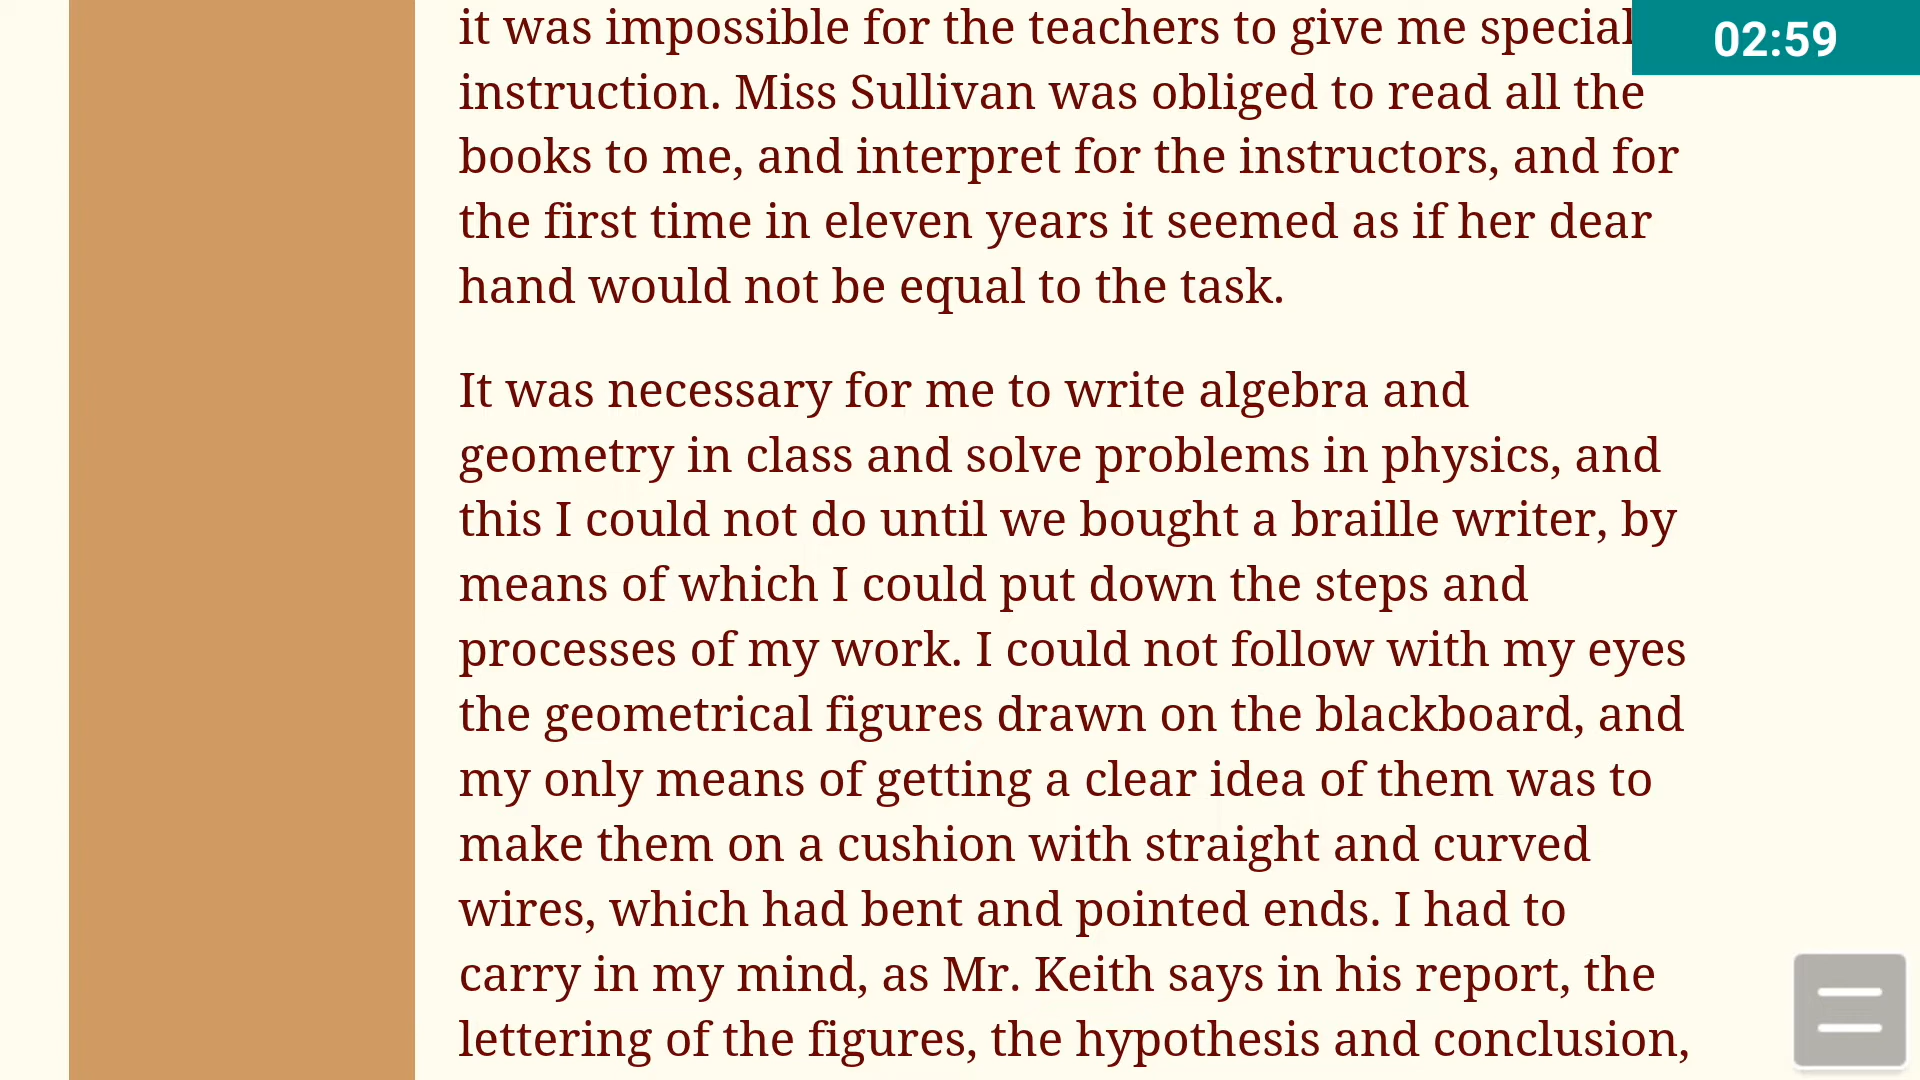 it was impossible for the teachers to give me special
02:59
instruction. Miss Sullivan was obliged to read all the
books to me, and interpret for the instructors, and for
the first time in eleven years it seemed as if her dear
hand would not be equal to the task.
It was necessary for me to write algebra and
geometry in class and solve problems in physics, and
this I could not do until we bought a braille writer, by
means of which I could put down the steps and
processes of my work. I could not follow with my eyes
the geometrical figures drawn on the blackboard, and
my only means of getting a clear idea of them was to
make them on a cushion with straight and curved
wires, which had bent and pointed ends. I had to
carry in my mind, as Mr. Keith says in his report, the
lettering of the figures, the hypothesis and conclusion,